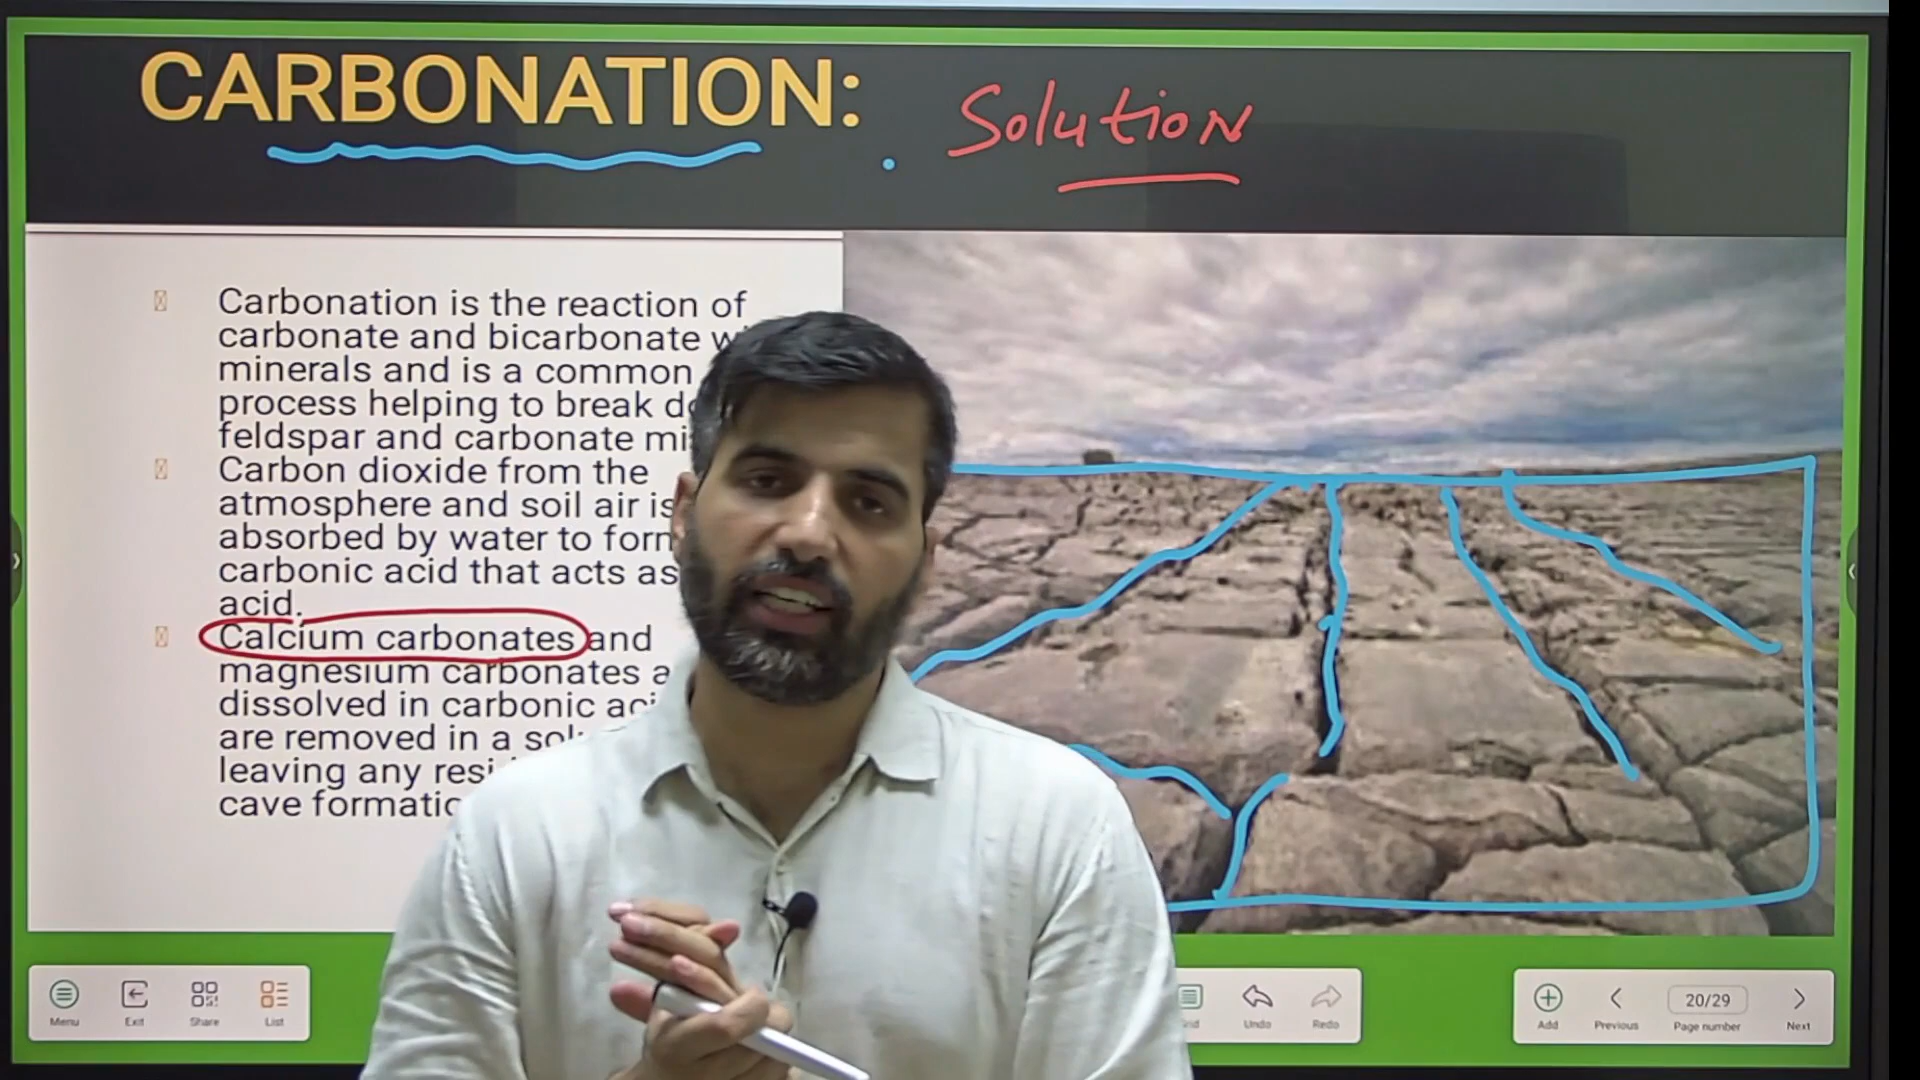 CARBONATION:
Solution
Carbonation is the reaction of
carbonate and bicarbonate
minerals and is a common
process helping to break
feldspar and carbonate
Carbon dioxide from the
atmosphere and soil air is
absorbed by water to form
carbonic acid that acts as
acid.
Calcium carbonates and
magnesium carbonates
dissolved in carbonic
are removed in a
leaving any
cave
Menu
Exit
Share
List
Undo
Redo
Add
Previous
20/29
Page number
Next